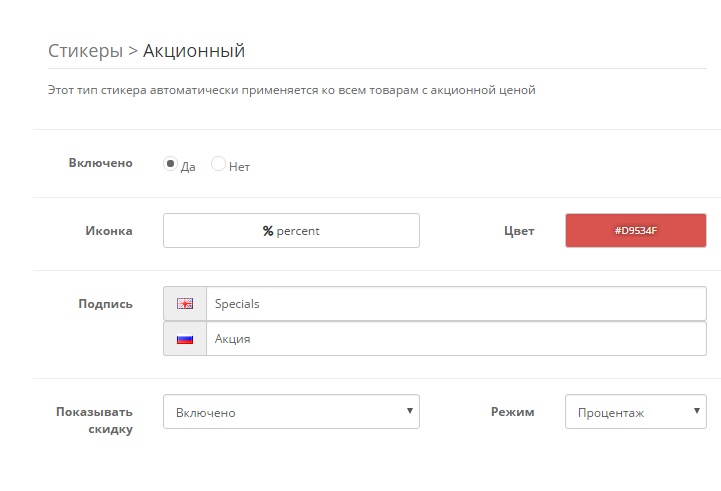 Стикеры > Акционный
Этот тип стикера автоматически применяется ко всем товарам с акционной ценой
Включено Да Нет
Иконка % percent Цвет #D9534F
Подпись Specials
Акция
Показывать скидку Включено Режим Процентаж